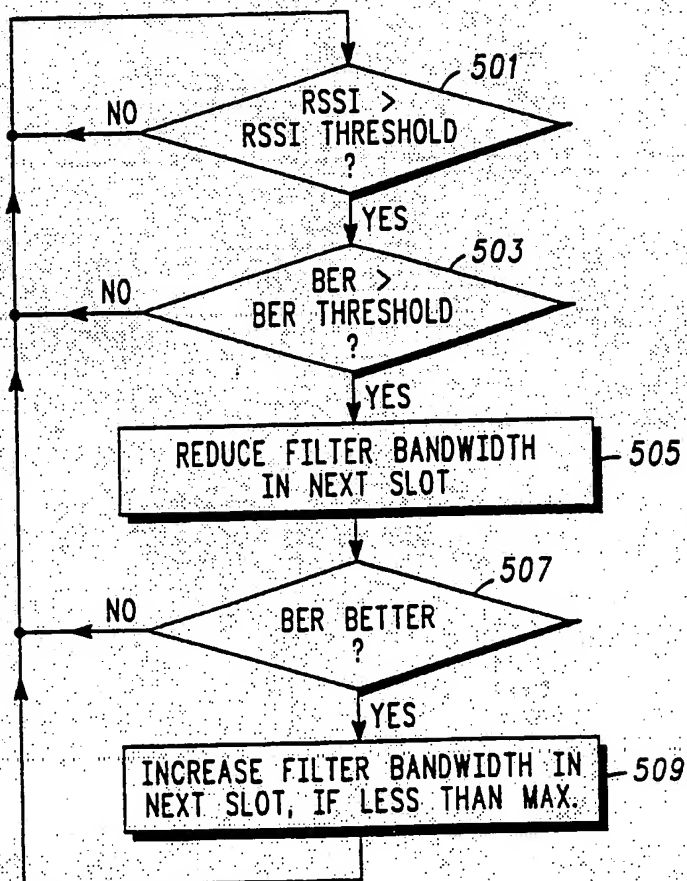 501
RSSI >
RSSI THRESHOLD
?
NO
YES
503
BER >
BER THRESHOLD
?
NO
YES
REDUCE FILTER BANDWIDTH
IN NEXT SLOT
505
507
BER BETTER
?
NO
YES
INCREASE FILTER BANDWIDTH IN
NEXT SLOT, IF LESS THAN MAX.
509